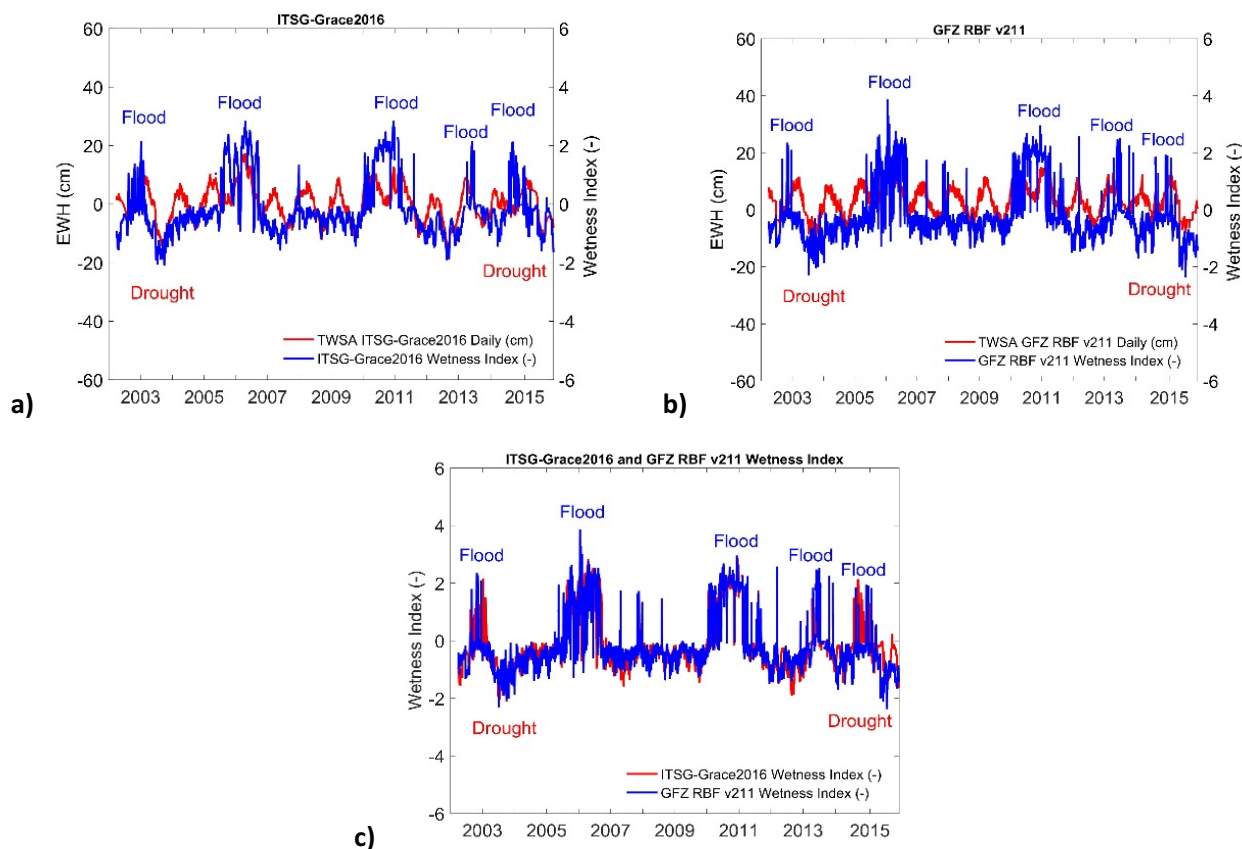 ITSG-Grace2016
60
40
20
0
-20
-40
-60
EWH (cm)
6
4
2
0
-2
-4
-6
Wetness Index (-)
Flood
Flood
Flood
Flood
Flood
Drought
Drought
TWSA ITSG-Grace2016 Daily (cm)
ITSG-Grace2016 Wetness Index (-)
2003 2005 2007 2009 2011 2013 2015
a)
GFZ RBF v211
60
40
20
0
-20
-40
-60
EWH (cm)
6
4
2
0
-2
-4
-6
Wetness Index (-)
Flood
Flood
Flood
Flood
Flood
Drought
Drought
TWSA GFZ RBF v211 Daily (cm)
GFZ RBF v211 Wetness Index (-)
2003 2005 2007 2009 2011 2013 2015
b)
ITSG-Grace2016 and GFZ RBF v211 Wetness Index
6
4
2
0
-2
-4
-6
Wetness Index (-)
Flood
Flood
Flood
Flood
Flood
Drought
Drought
ITSG-Grace2016 Wetness Index (-)
GFZ RBF v211 Wetness Index (-)
2003 2005 2007 2009 2011 2013 2015
c)